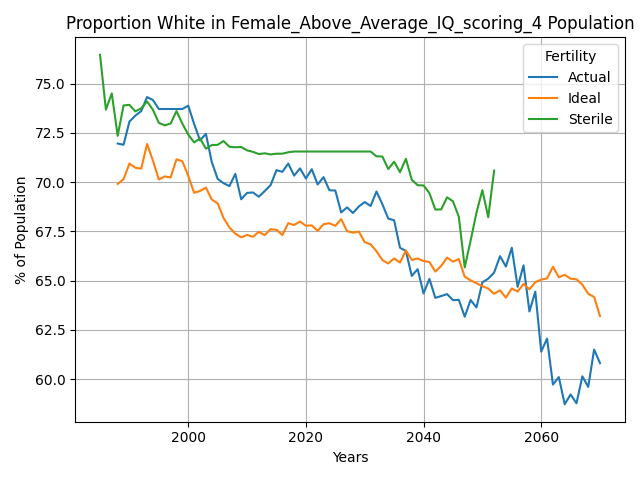 Proportion White in Female_Above_Average_IQ_scoring_4 Population
Fertility
Actual
Ideal
Sterile
% of Population
75.0
72.5
70.0
67.5
65.0
62.5
60.0
2000
2020
2040
2060
Years